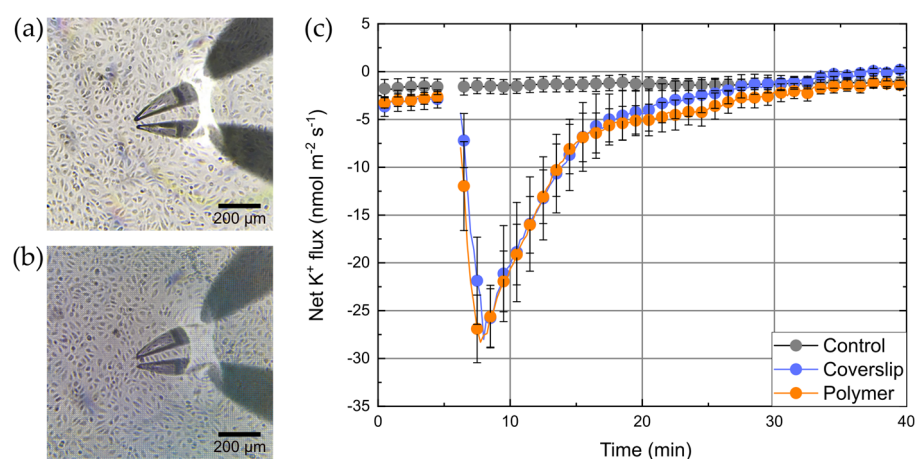 (a)
200 µm
(b)
200 µm
(c)
Net K⁺ flux (nmol m⁻² s⁻¹)
5
0
-5
-10
-15
-20
-25
-30
-35
0
10
20
30
40
Time (min)
Control
Coverslip
Polymer